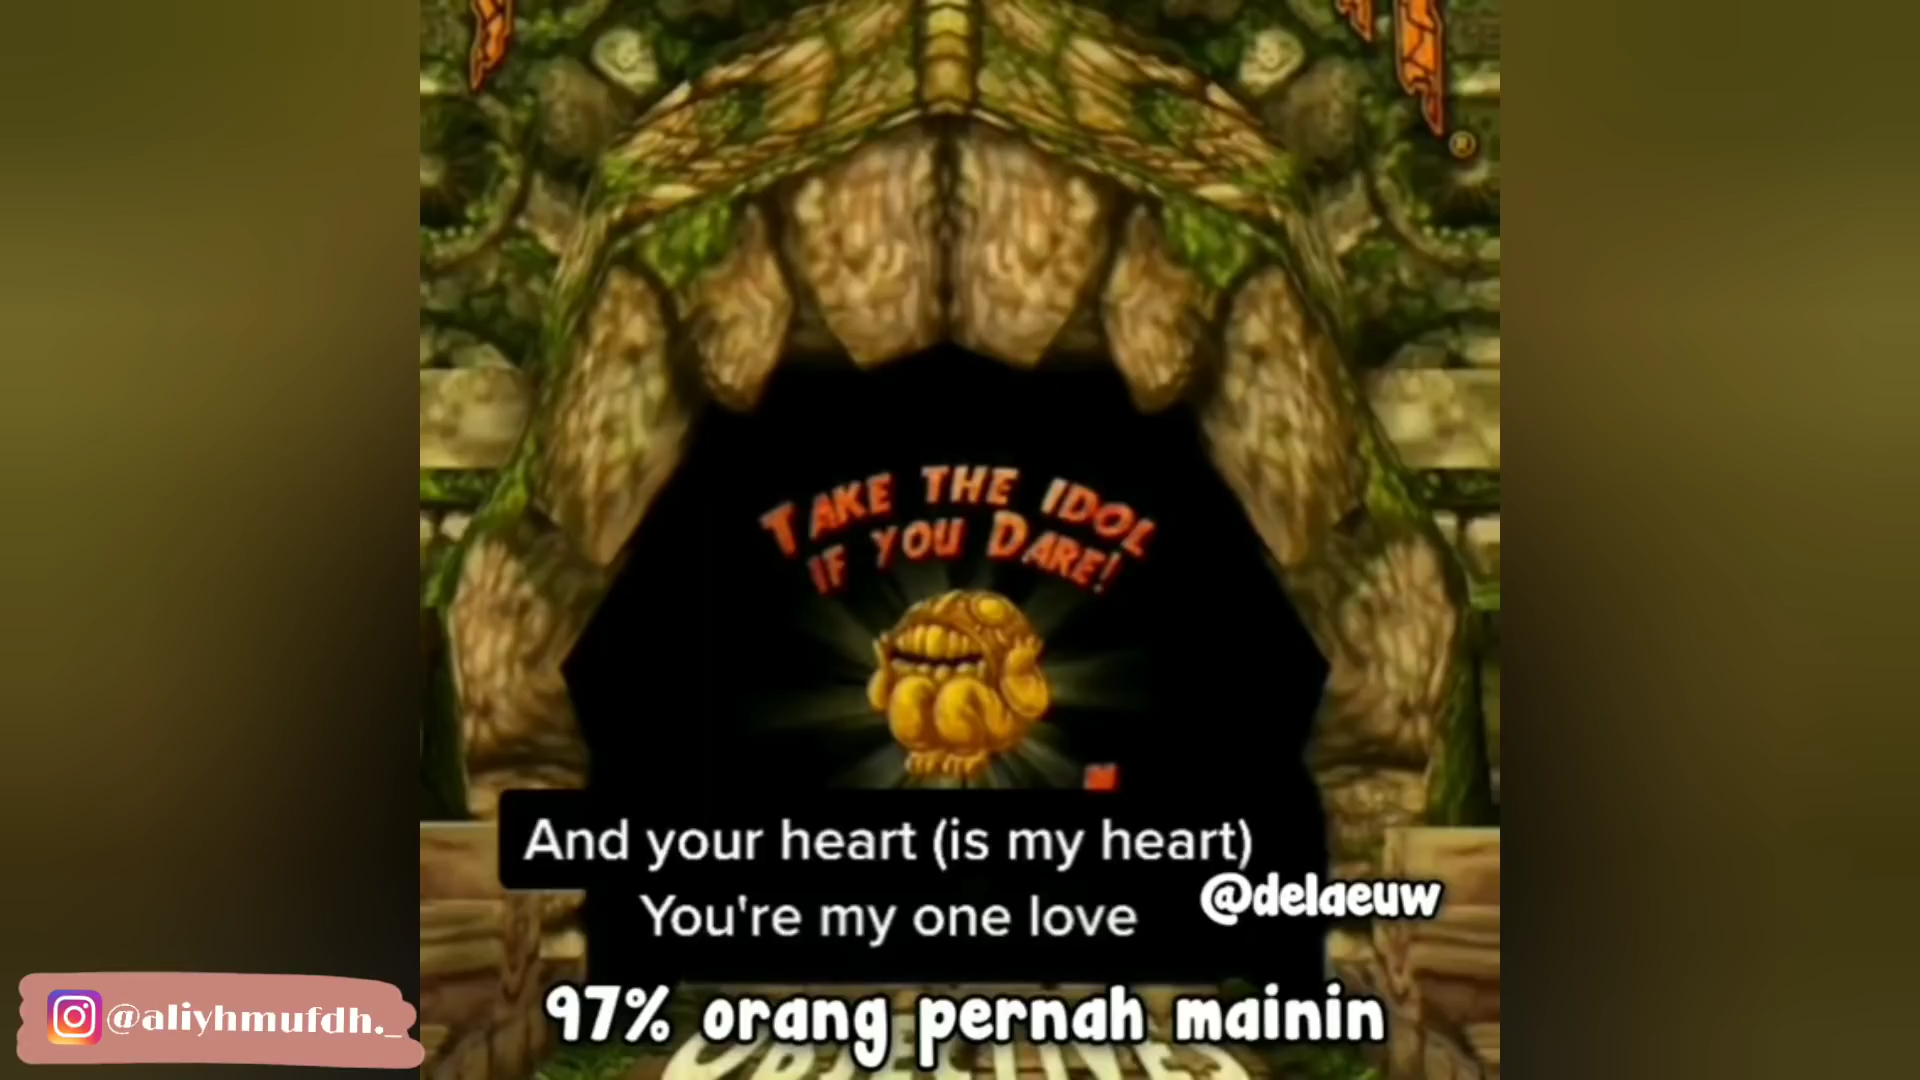 ®
TAKE THE IDOL
IF YOU DARE!
And your heart (is my heart)
You're my one love
@delaeuw
97% orang pernah mainin
OBJECTIVES
@aliyhmufdh._